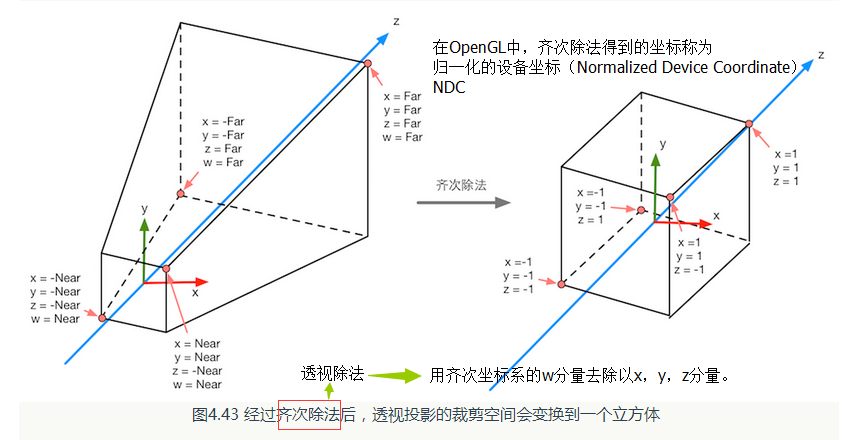 z
在OpenGL中，齐次除法得到的坐标称为
归一化的设备坐标（Normalized Device Coordinate）
NDC
x = Far
y = Far
z = Far
w = Far
x = -Far
y = -Far
z = Far
w = Far
y
x
x = -Near
y = -Near
z = -Near
w = Near
x = Near
y = Near
z = -Near
w = Near
齐次除法
z
y
x
x =1
y = 1
z = 1
x =-1
y = -1
z = 1
x =1
y = 1
z = -1
x =-1
y = -1
z = -1
透视除法
用齐次坐标系的w分量去除以x，y，z分量。
图4.43 经过齐次除法后，透视投影的裁剪空间会变换到一个立方体